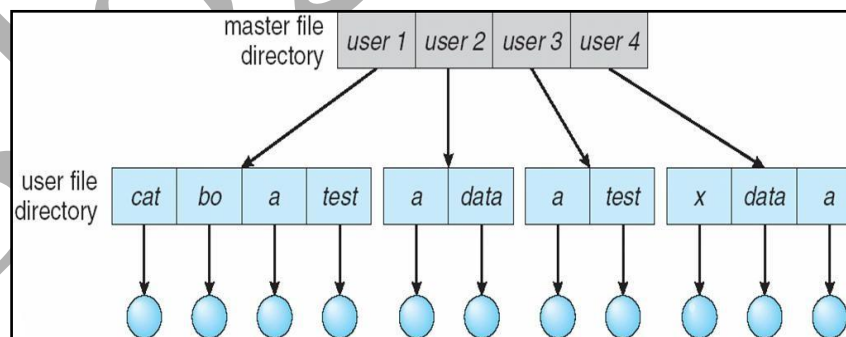 master file
directory
user 1 user 2 user 3 user 4
user file
directory
cat bo a test a data a test x data a